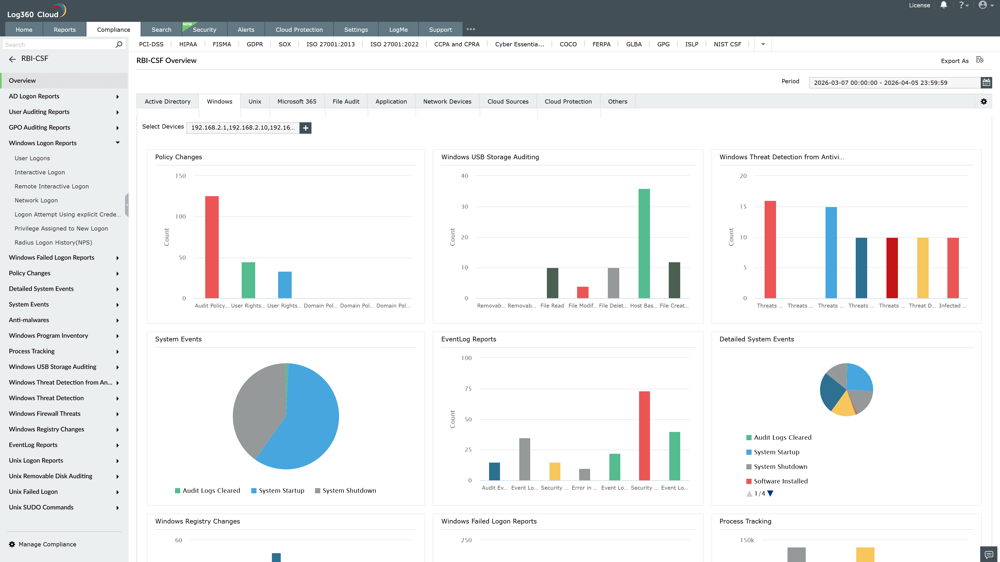 License
?
Log360 Cloud
Home
Reports
Compliance
Search
NEW
Security
Alerts
Cloud Protection
Settings
LogMe
Support
Search
PCI-DSS
HIPAA
FISMA
GDPR
SOX
ISO 27001:2013
ISO 27001:2022
CCPA and CPRA
Cyber Essentia...
COCO
FERPA
GLBA
GPG
ISLP
NIST CSF
RBI-CSF
Overview
AD Logon Reports
User Auditing Reports
GPO Auditing Reports
Windows Logon Reports
User Logons
Interactive Logon
Remote Interactive Logon
Network Logon
Logon Attempt Using explicit Crede...
Privilege Assigned to New Logon
Radius Logon History(NPS)
Windows Failed Logon Reports
Policy Changes
Detailed System Events
System Events
Anti-malwares
Windows Program Inventory
Process Tracking
Windows USB Storage Auditing
Windows Threat Detection from An...
Windows Threat Detection
Windows Firewall Threats
Windows Registry Changes
EventLog Reports
Unix Logon Reports
Unix Removable Disk Auditing
Unix Failed Logon
Unix SUDO Commands
Manage Compliance
RBI-CSF Overview
Export As
Period
2026-03-07 00:00:00 - 2026-04-05 23:59:59
Active Directory
Windows
Unix
Microsoft 365
File Audit
Application
Network Devices
Cloud Sources
Cloud Protection
Others
Select Devices
192.168.2.1,192.168.2.10,192.16...
Policy Changes
150
100
50
0
Count
Audit Policy...
User Rights...
User Rights...
Domain Pol...
Domain Pol...
Domain Pol...
Windows USB Storage Auditing
40
30
20
10
0
Count
Removab...
Removab...
File Read
File Modif...
File Delet...
Host Bas...
File Creat...
Windows Threat Detection from Antivi...
20
15
10
5
0
Count
Threats ...
Threats ...
Threats ...
Threats ...
Threats ...
Threat D...
Infected ...
System Events
Audit Logs Cleared
System Startup
System Shutdown
EventLog Reports
100
75
50
25
0
Count
Audit Ev...
Event Lo...
Security ...
Error in ...
Event Lo...
Security ...
Event Lo...
Detailed System Events
Audit Logs Cleared
System Startup
System Shutdown
Software Installed
1/4
Windows Registry Changes
60
Windows Failed Logon Reports
250
Process Tracking
150k